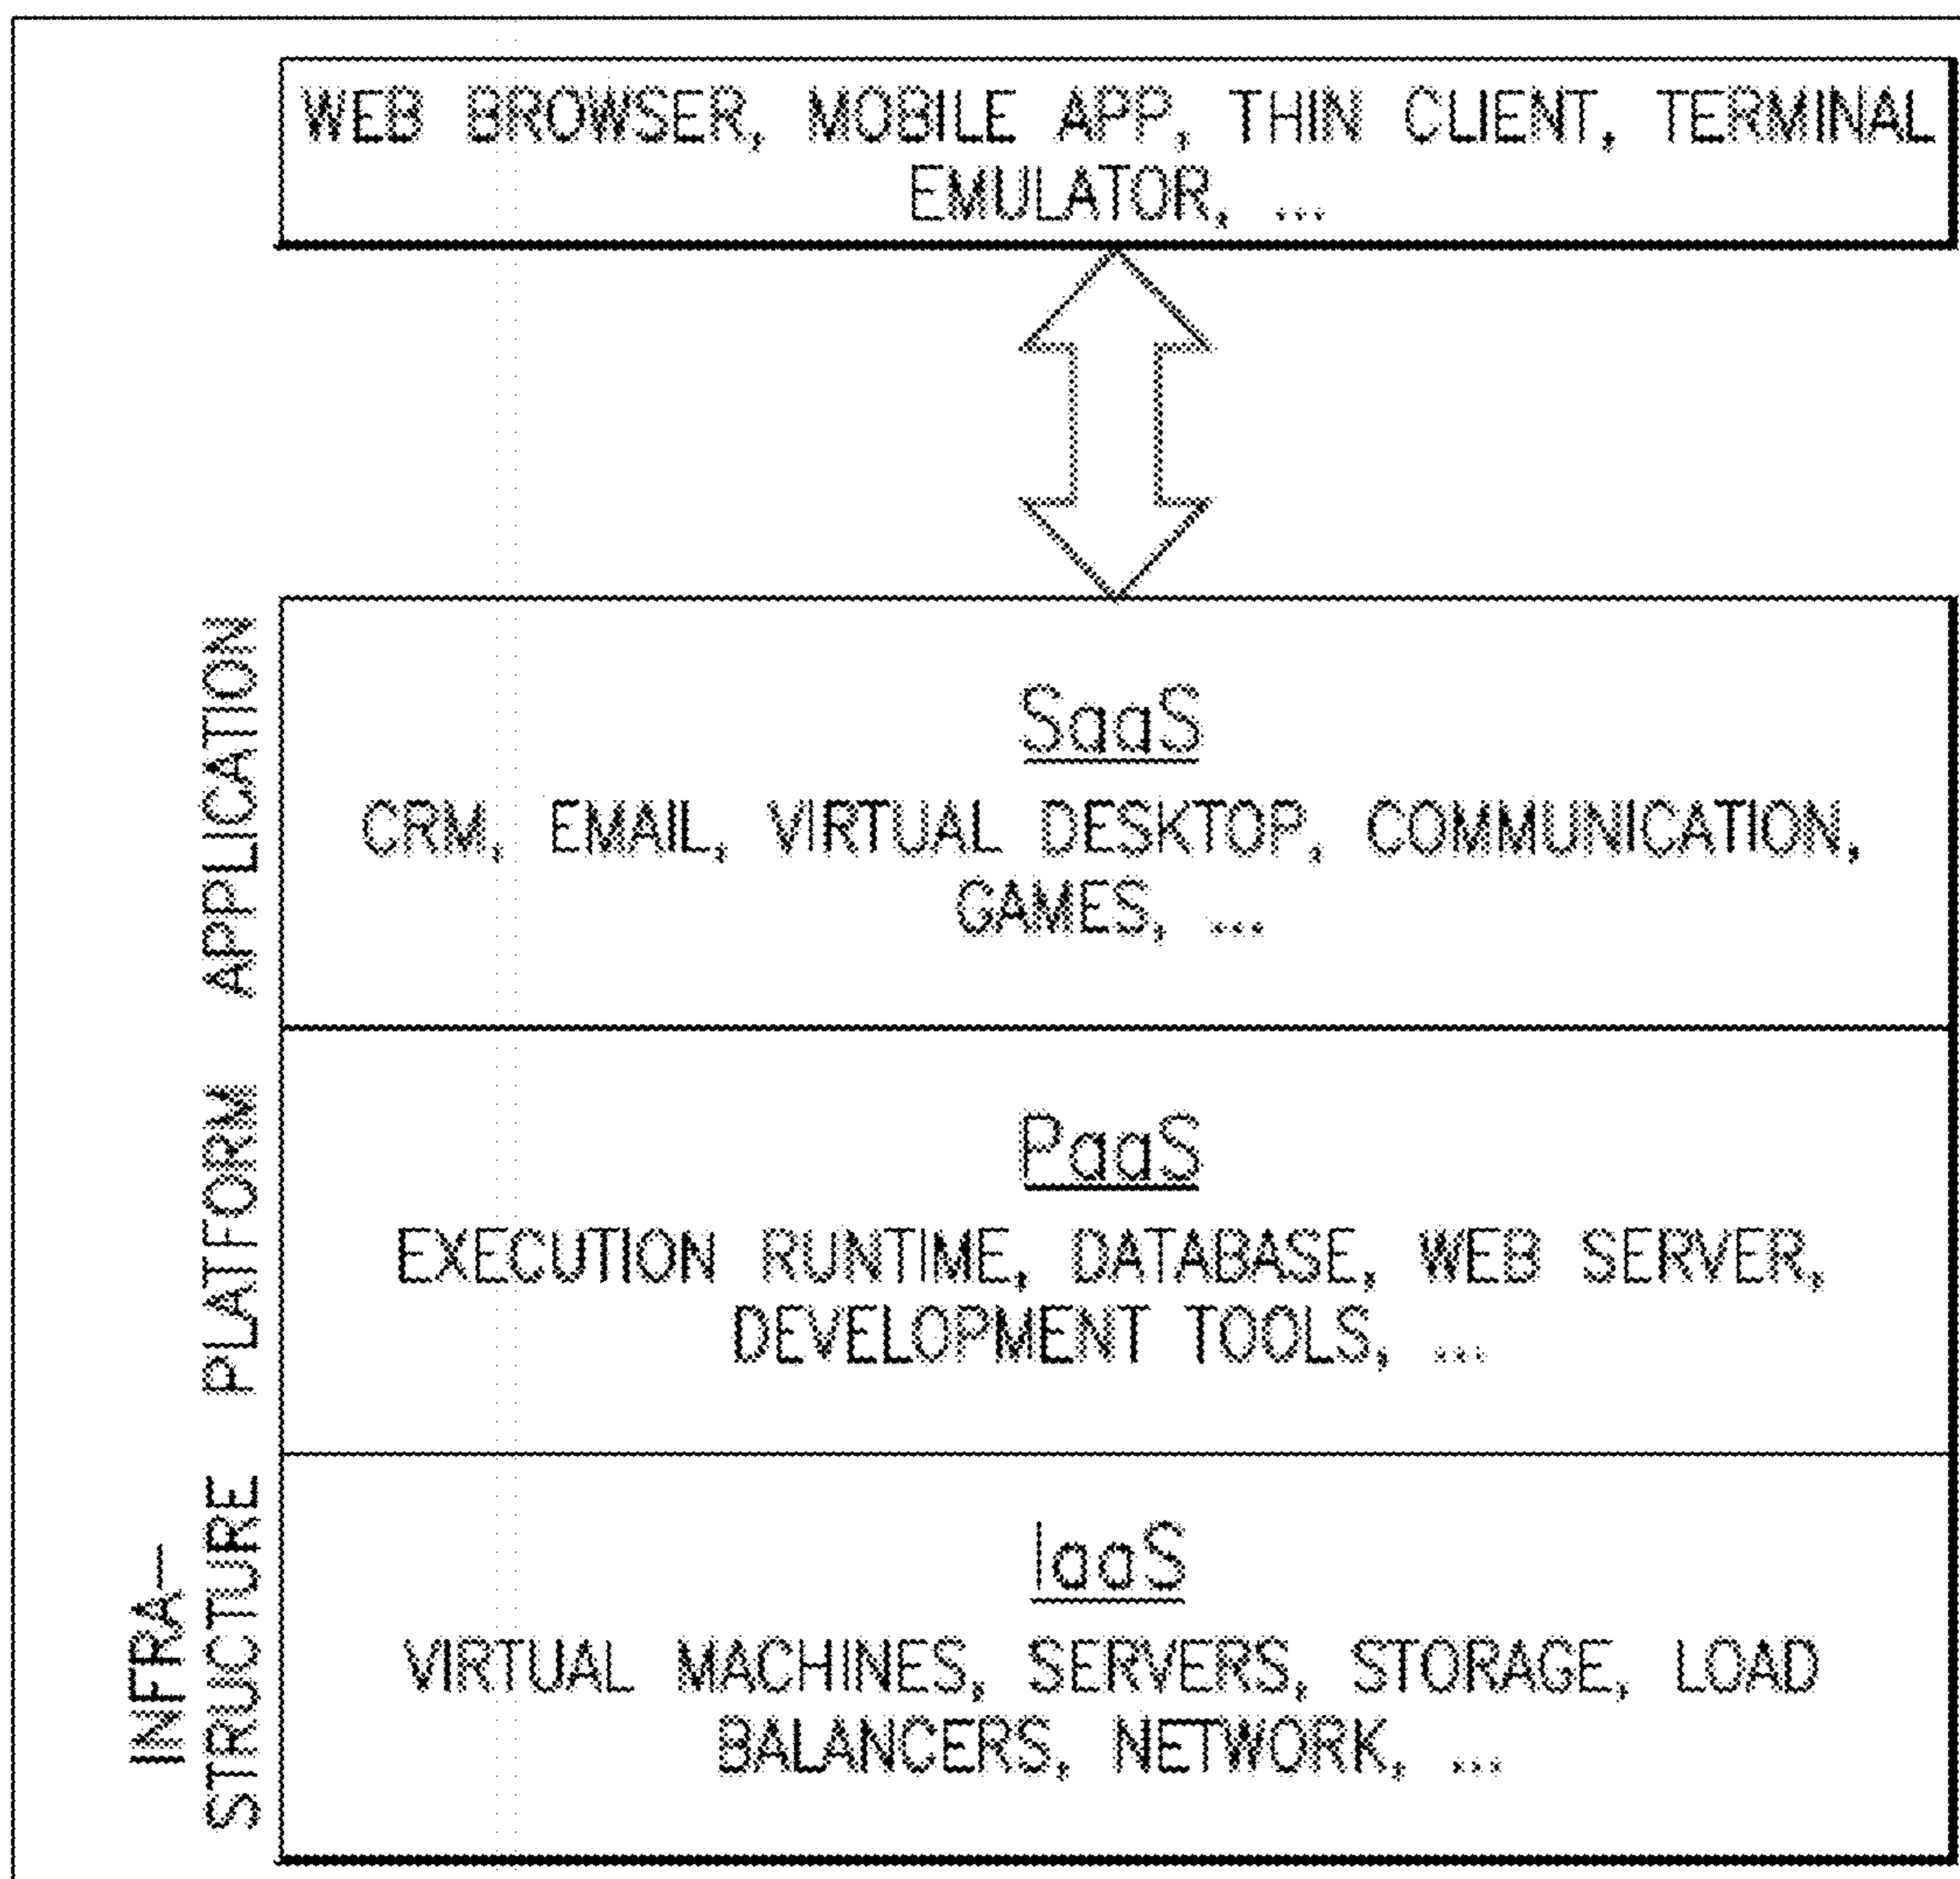 WEB BROWSER, MOBILE APP, THIN CLIENT, TERMINAL
EMULATOR, ...
APPLICATION
SaaS
CRM, EMAIL, VIRTUAL DESKTOP, COMMUNICATION,
GAMES, ...
PLATFORM
PaaS
EXECUTION RUNTIME, DATABASE, WEB SERVER,
DEVELOPMENT TOOLS, ...
INFRA-
STRUCTURE
IaaS
VIRTUAL MACHINES, SERVERS, STORAGE, LOAD
BALANCERS, NETWORK, ...